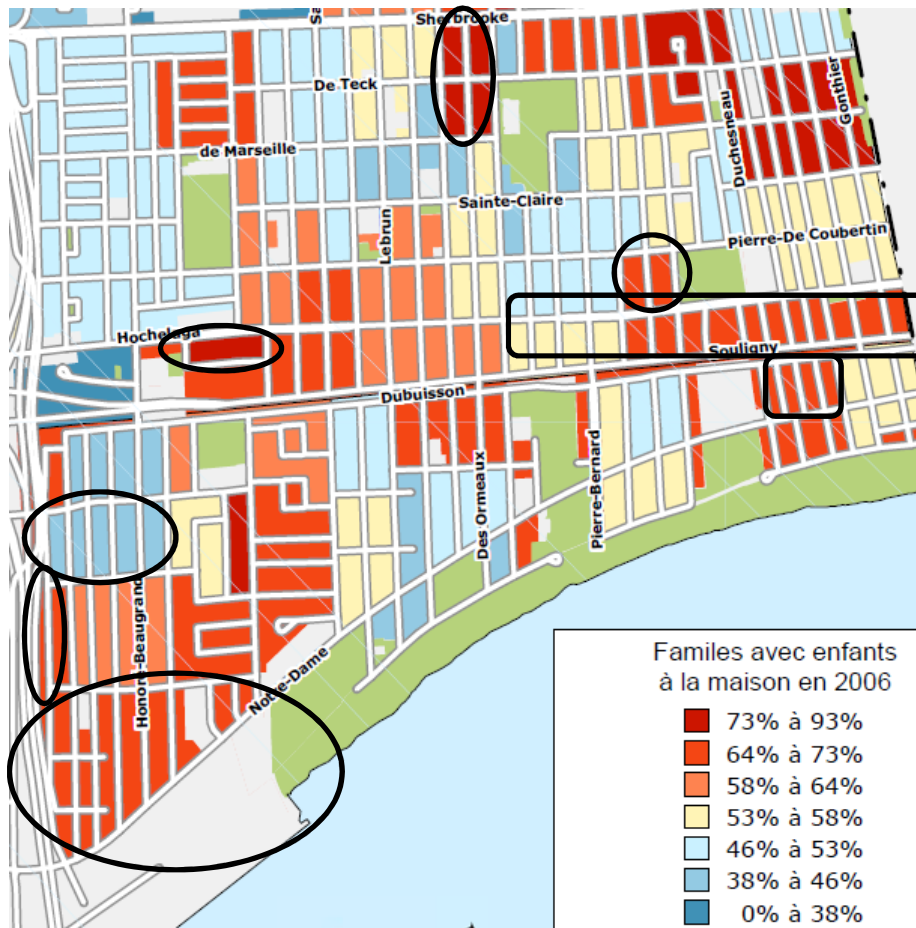 Sherbrooke
De Teck
de Marseille
Sainte-Claire
Duchesneau
Gonthier
Lebrun
Pierre-De Coubertin
Hochelaga
Souligny
Dubuisson
Des Ormeaux
Pierre-Bernard
Honore-Beaugrand
Notre-Dame
Familes avec enfants
à la maison en 2006
73% à 93%
64% à 73%
58% à 64%
53% à 58%
46% à 53%
38% à 46%
0% à 38%